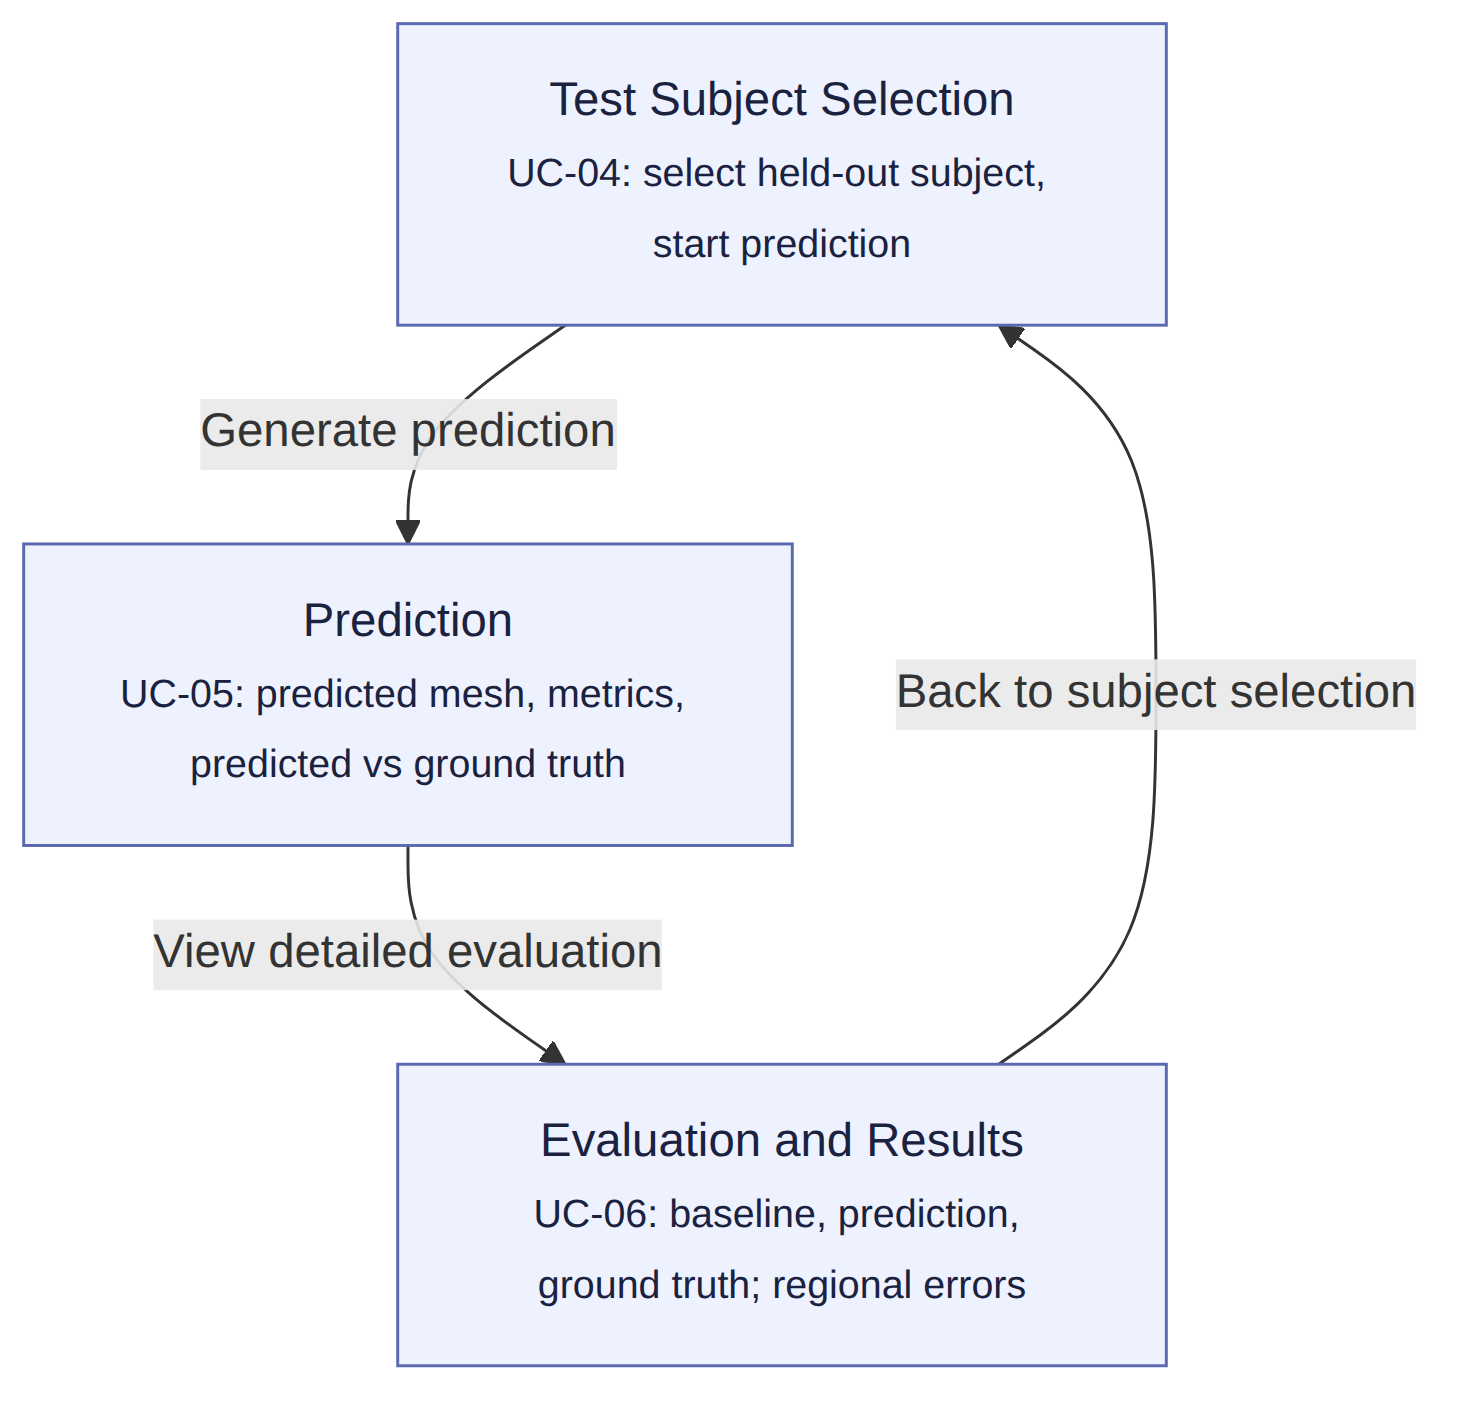 Test Subject Selection
UC-04: select held-out subject,
start prediction
Generate prediction
Prediction
UC-05: predicted mesh, metrics,
predicted vs ground truth
Back to subject selection
View detailed evaluation
Evaluation and Results
UC-06: baseline, prediction,
ground truth; regional errors